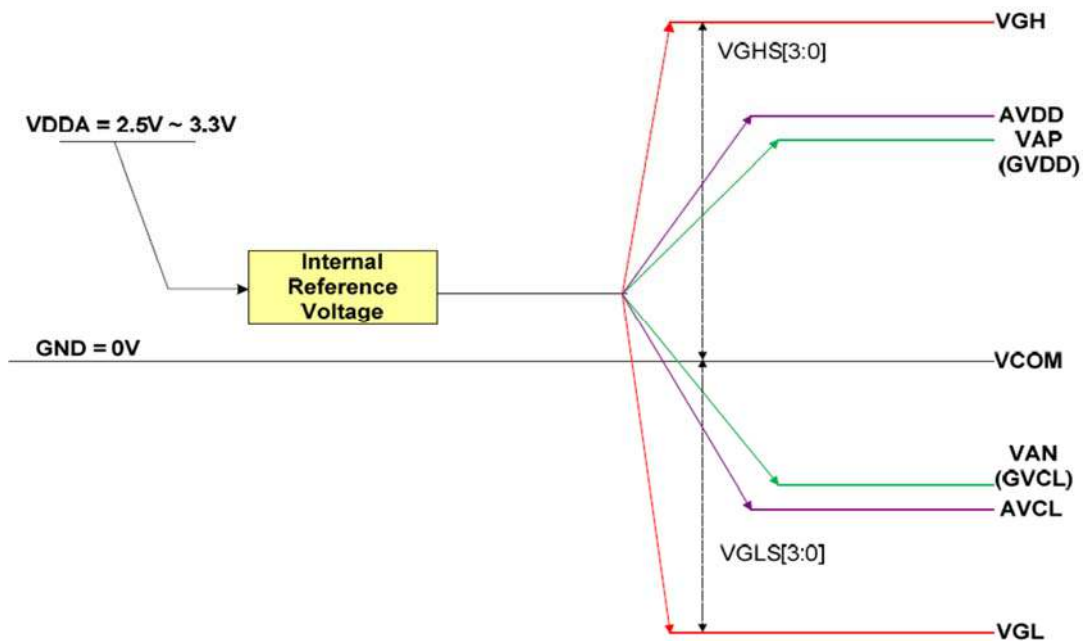 VGH
VGHS[3:0]
VDDA = 2.5V ~ 3.3V
AVDD
VAP
(GVDD)
Internal
Reference
Voltage
GND = 0V
VCOM
VAN
(GVCL)
AVCL
VGLS[3:0]
VGL